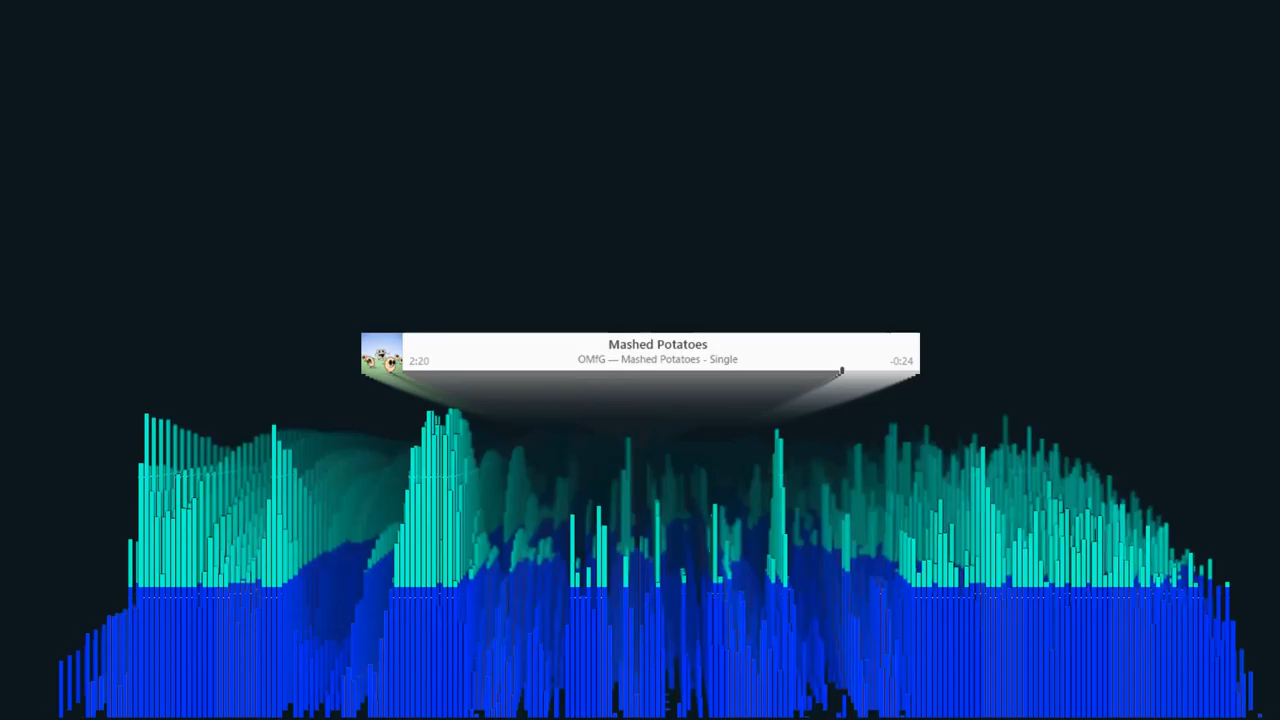 Mashed Potatoes
2:20 OMfG — Mashed Potatoes - Single -0:24